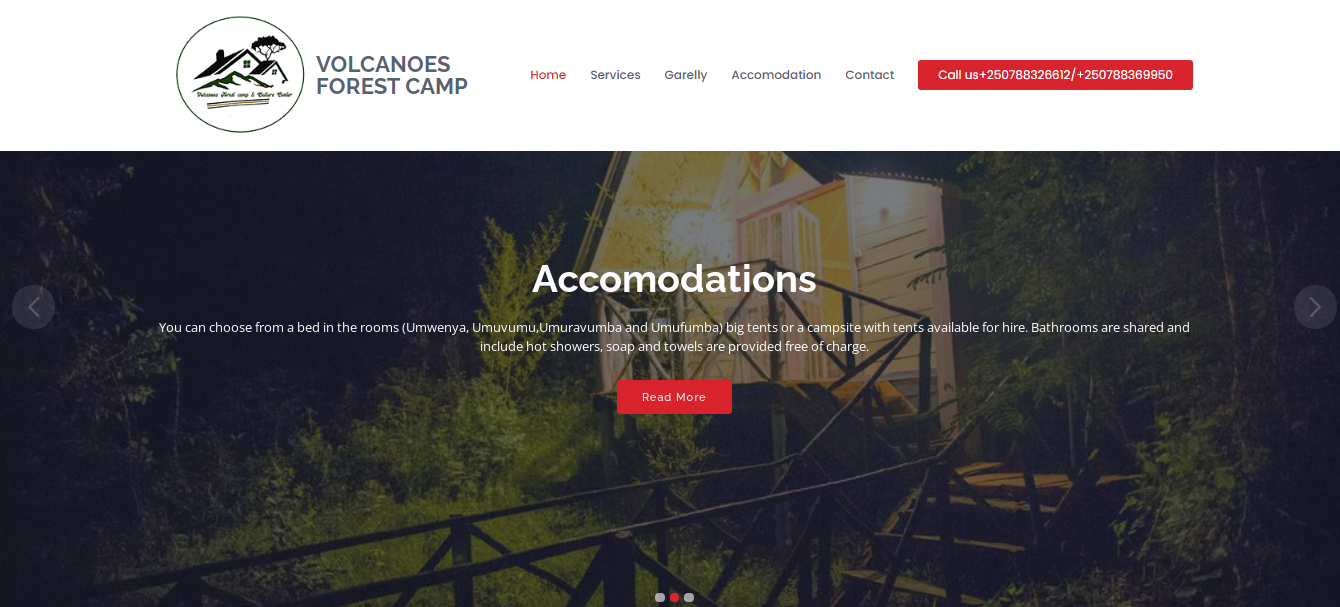 Volcanoes Forest camp & Culture Center
VOLCANOES
FOREST CAMP
Home
Services
Garelly
Accomodation
Contact
Call us+250788326612/+250788369950
Accomodations
You can choose from a bed in the rooms (Umwenya, Umuvumu,Umuravumba and Umufumba) big tents or a campsite with tents available for hire. Bathrooms are shared and
include hot showers, soap and towels are provided free of charge.
Read More